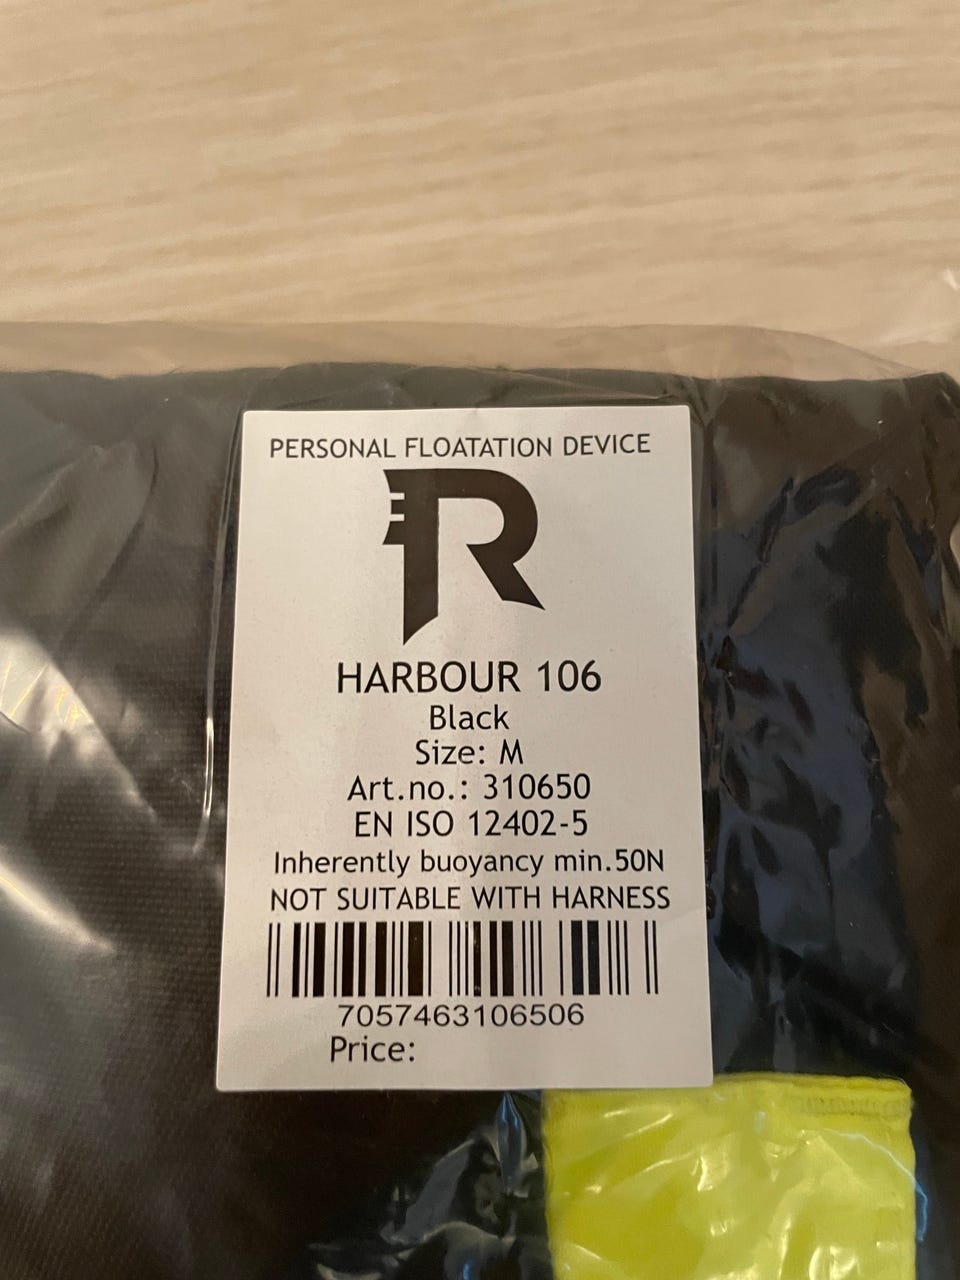 PERSONAL FLOATATION DEVICE
R
HARBOUR 106
Black
Size: M
Art.no.: 310650
EN ISO 12402-5
Inherently buoyancy min.50N
NOT SUITABLE WITH HARNESS
7057463106506
Price: